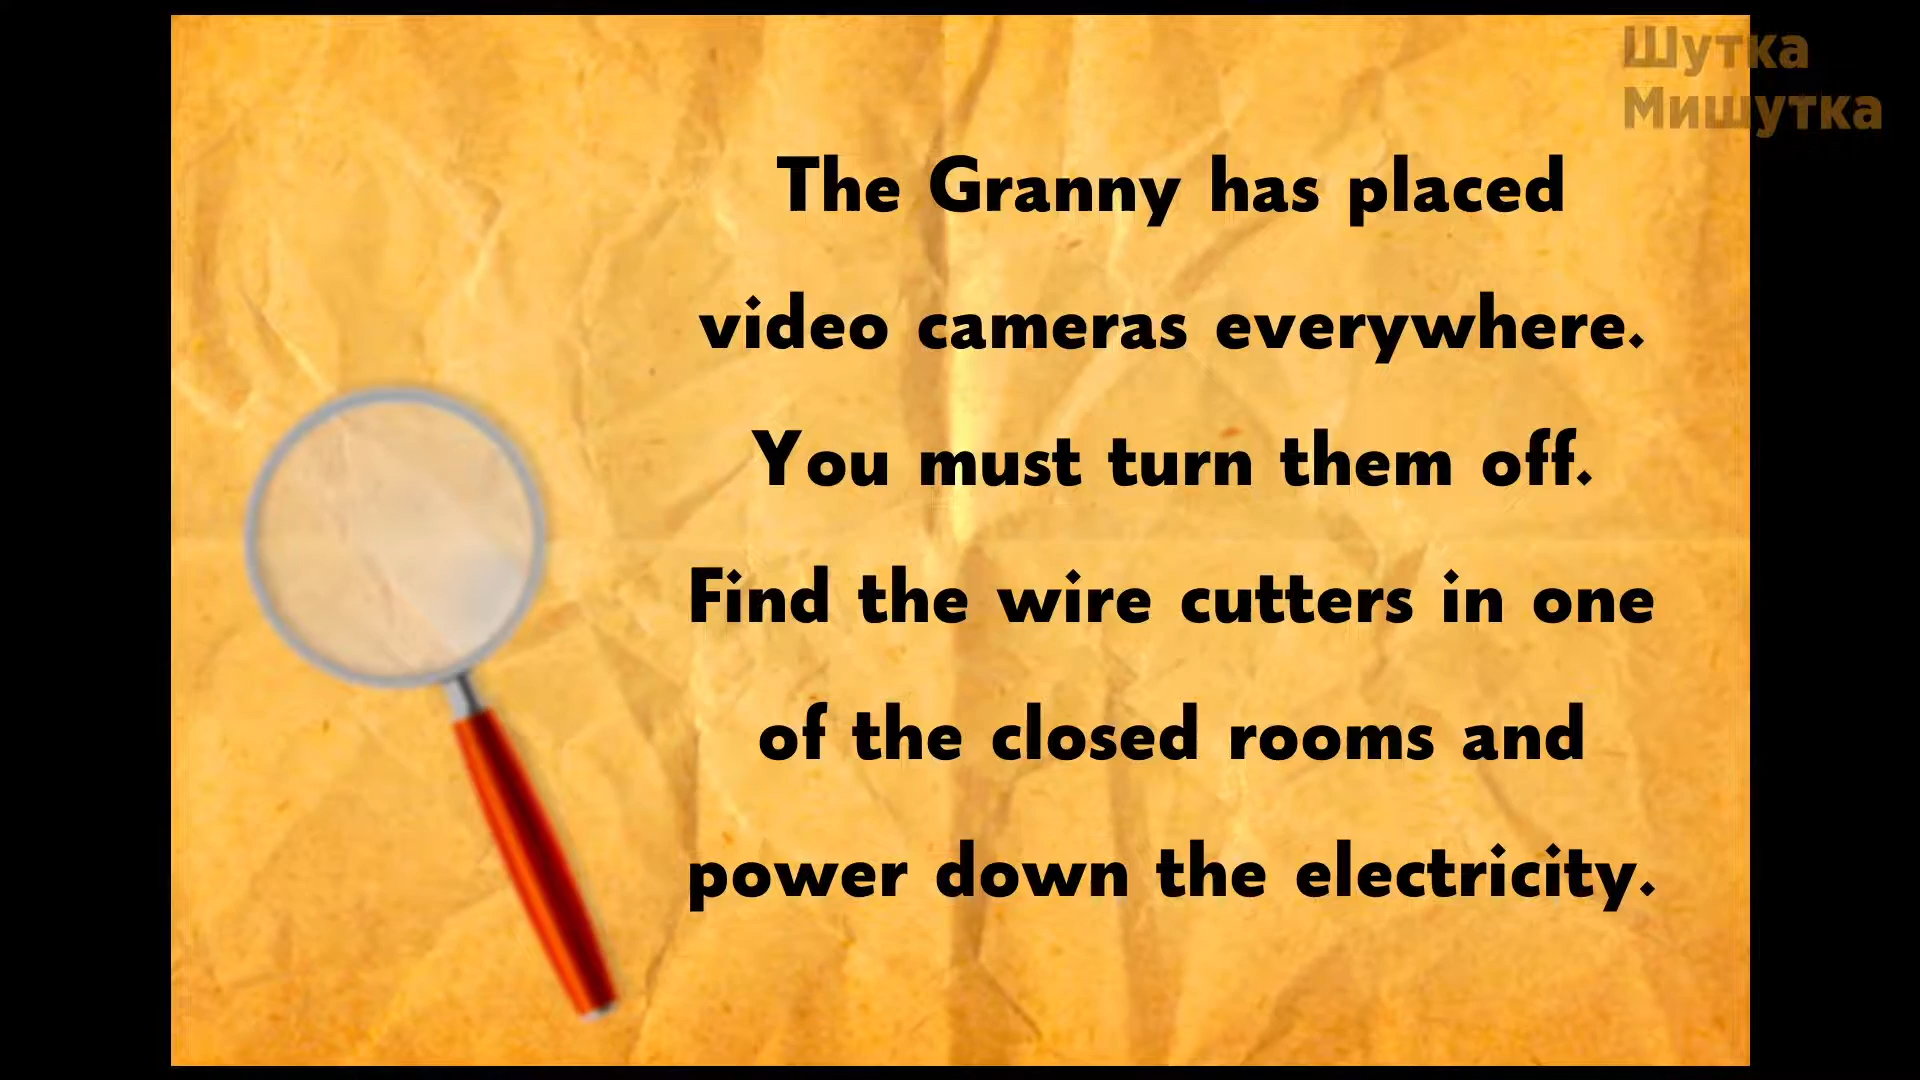 Шутка
Мишутка
The Granny has placed
video cameras everywhere.
You must turn them off.
Find the wire cutters in one
of the closed rooms and
power down the electricity.